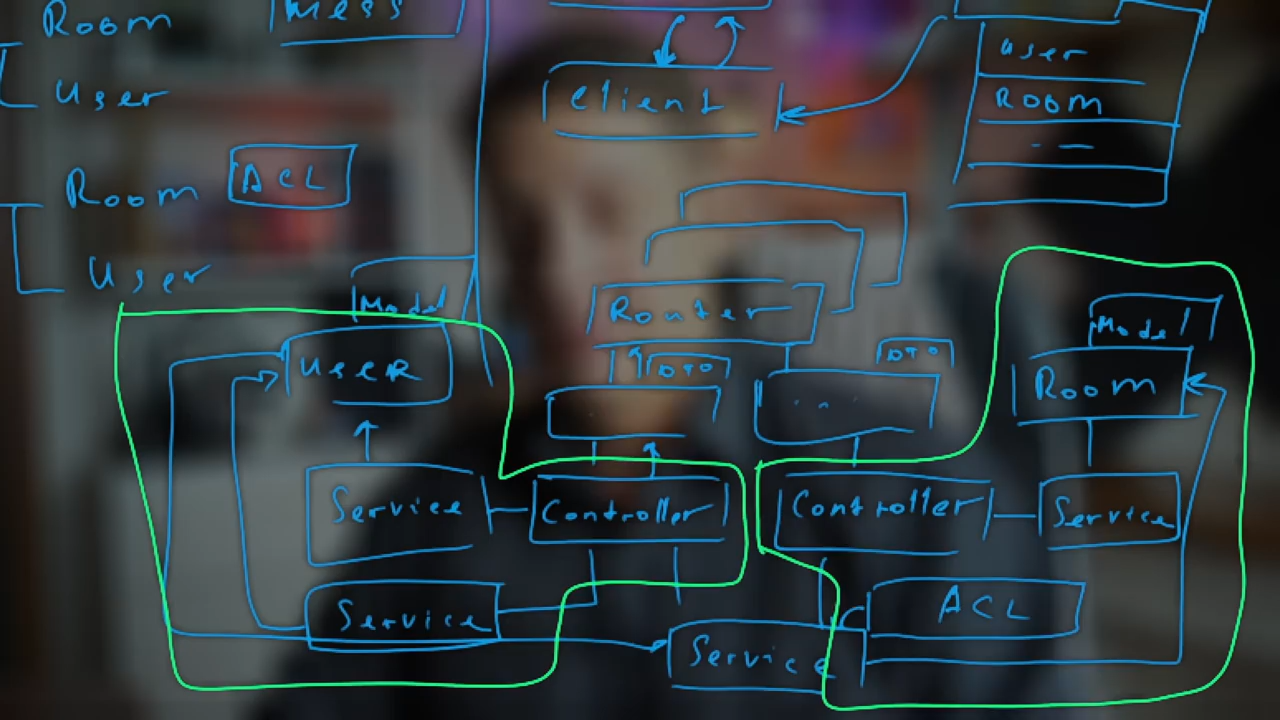 Room
Mess
User
Client
User
ROOM
Room
ACL
User
Model
Router
Model
USER
DTO
DTO
Room
Service
Controller
Controller
Service
Service
ACL
Service